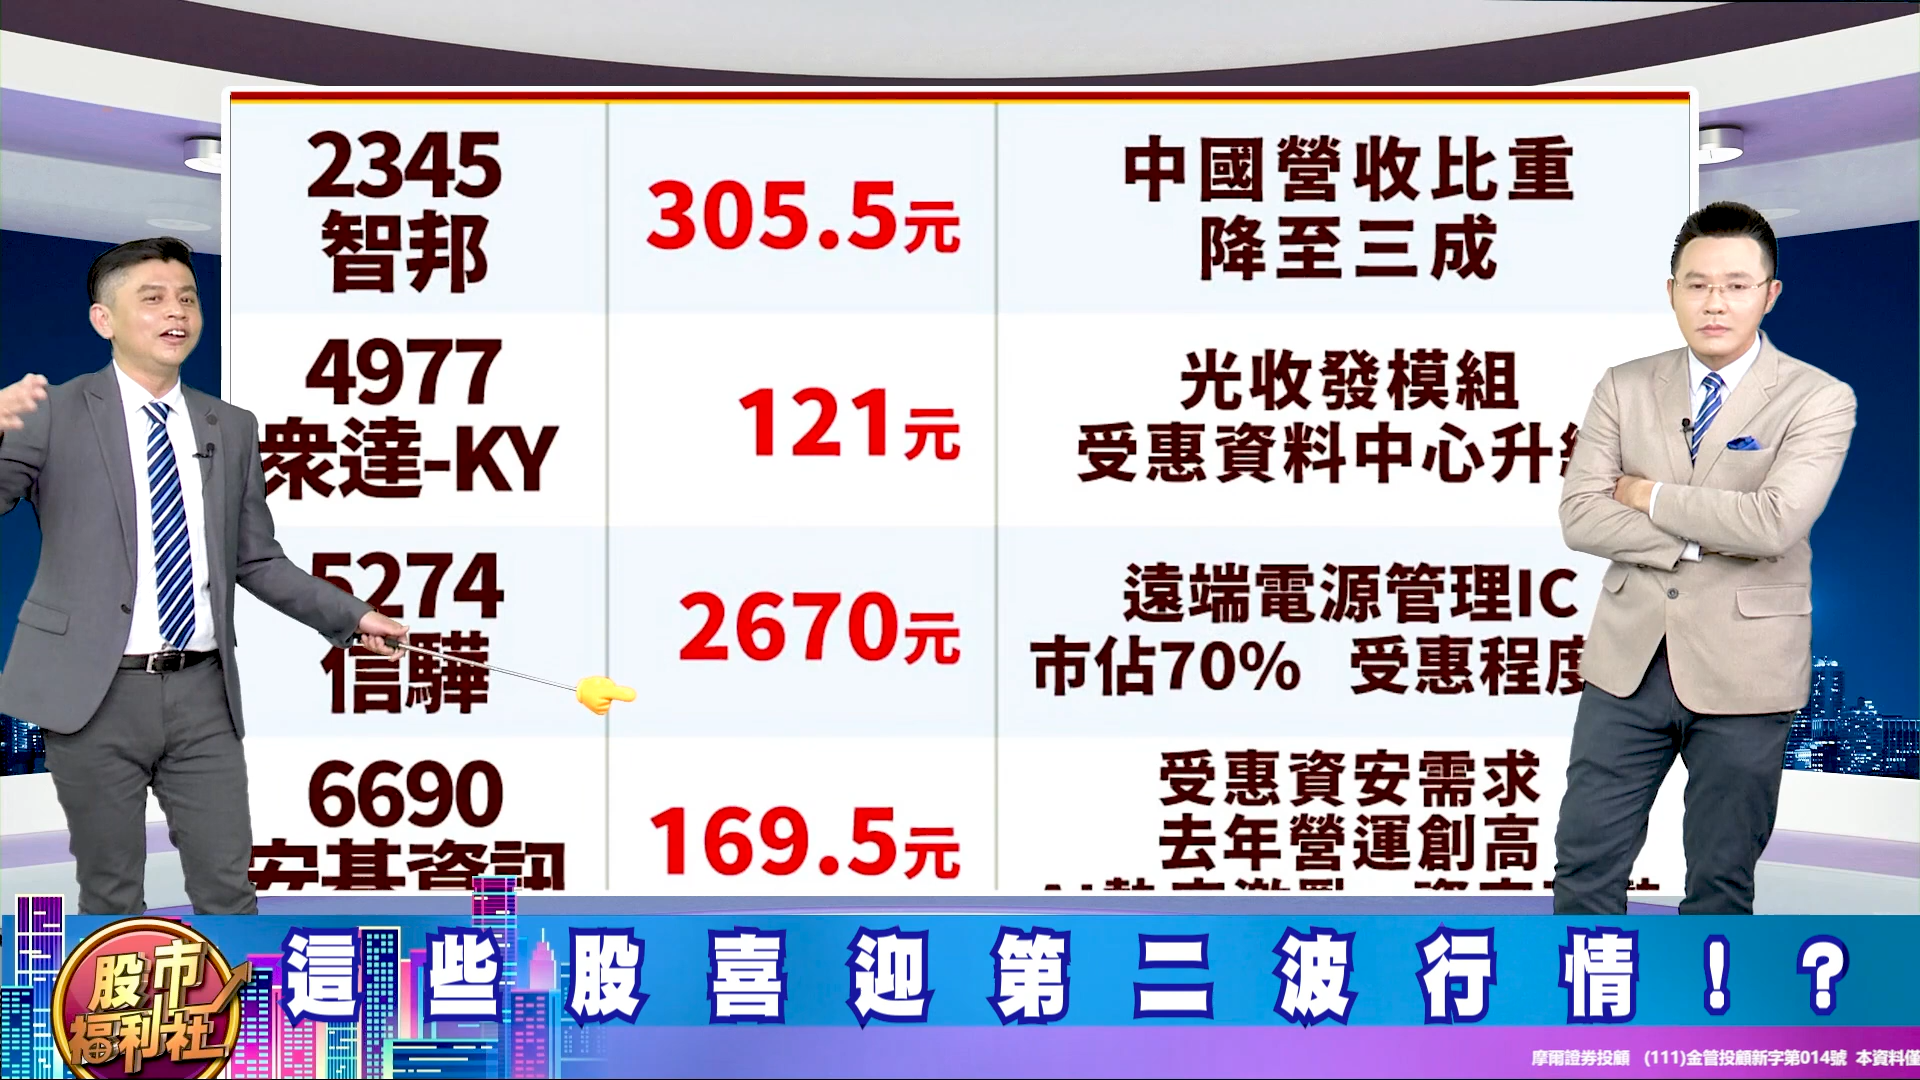 2345
智邦
305.5元
中國營收比重
降至三成
4977
眾達-KY
121元
光收發模組
受惠資料中心升
5274
信驊
2670元
遠端電源管理IC
市佔70% 受惠程度
6690
安碁資訊
169.5元
受惠資安需求
去年營運創高
股市
福利社
這些股喜迎第二波行情!?
摩爾證券投顧 (111)金管投顧新字第014號 本資料僅